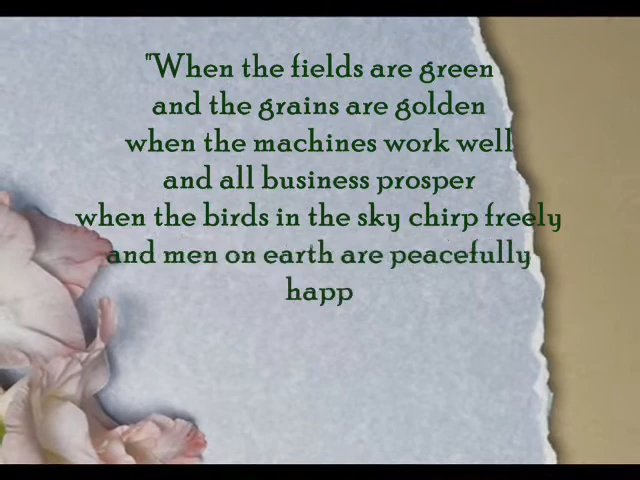 "When the fields are green
and the grains are golden
when the machines work well
and all business prosper
when the birds in the sky chirp freely
and men on earth are peacefully
happ